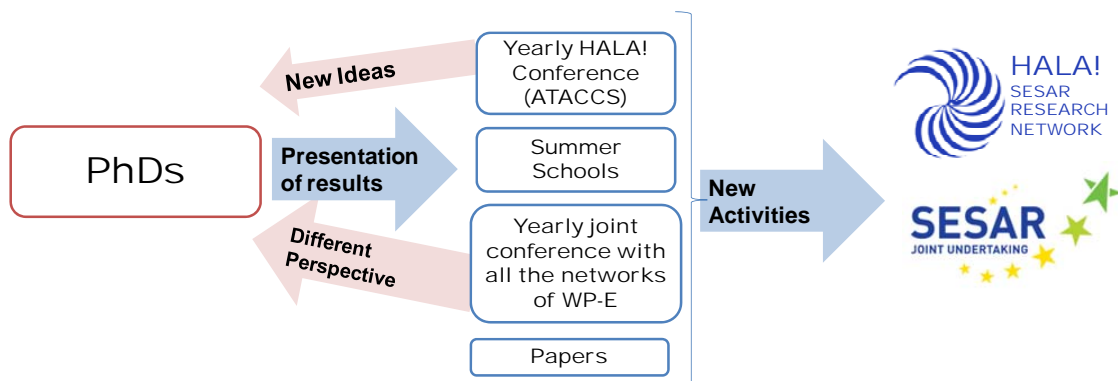 PhDs
New Ideas
Presentation
of results
Different
Perspective
Yearly HALA!
Conference
(ATACCS)
Summer
Schools
Yearly joint
conference with
all the networks
of WP-E
Papers
New
Activities
HALA!
SESAR
RESEARCH
NETWORK
SESAR
JOINT UNDERTAKING